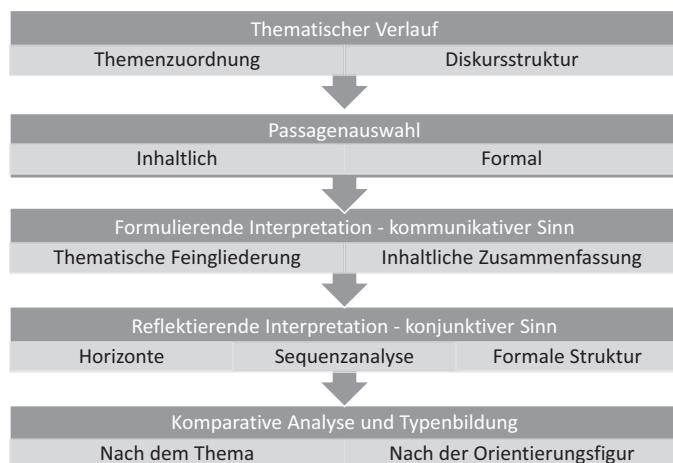 Thematischer Verlauf
Themenzuordnung Diskursstruktur
Passagenauswahl
Inhaltlich Formal
Formulierende Interpretation - kommunikativer Sinn
Thematische Feingliederung Inhaltliche Zusammenfassung
Reflektierende Interpretation - konjunktiver Sinn
Horizonte Sequenzanalyse Formale Struktur
Komparative Analyse und Typenbildung
Nach dem Thema Nach der Orientierungsfigur